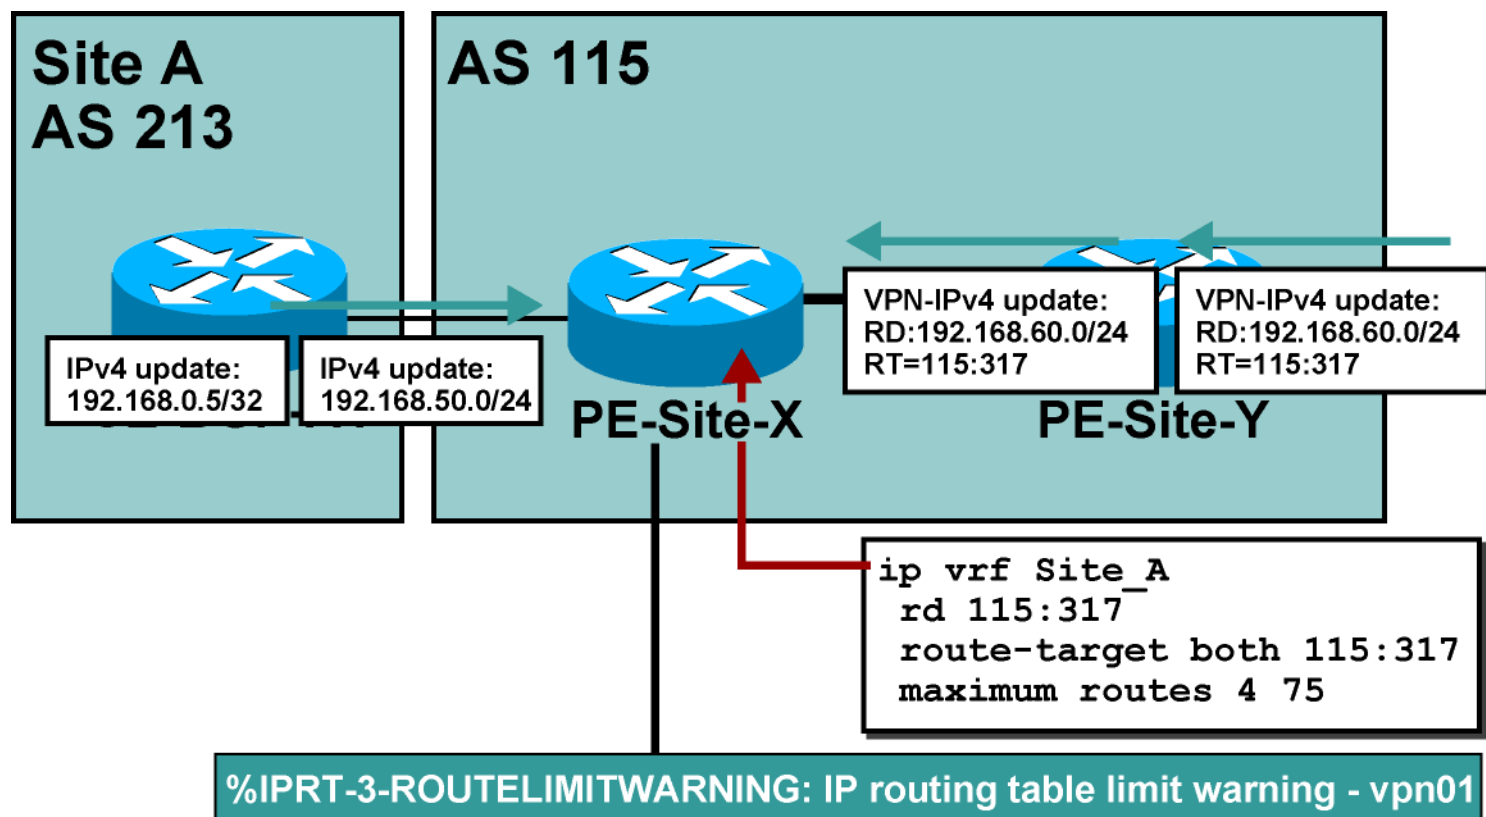 Site A
AS 213
AS 115
IPv4 update:
192.168.0.5/32
IPv4 update:
192.168.50.0/24
VPN-IPv4 update:
RD:192.168.60.0/24
RT=115:317
VPN-IPv4 update:
RD:192.168.60.0/24
RT=115:317
PE-Site-X
PE-Site-Y
ip vrf Site_A
rd 115:317
route-target both 115:317
maximum routes 4 75
%IPRT-3-ROUTELIMITWARNING: IP routing table limit warning - vpn01